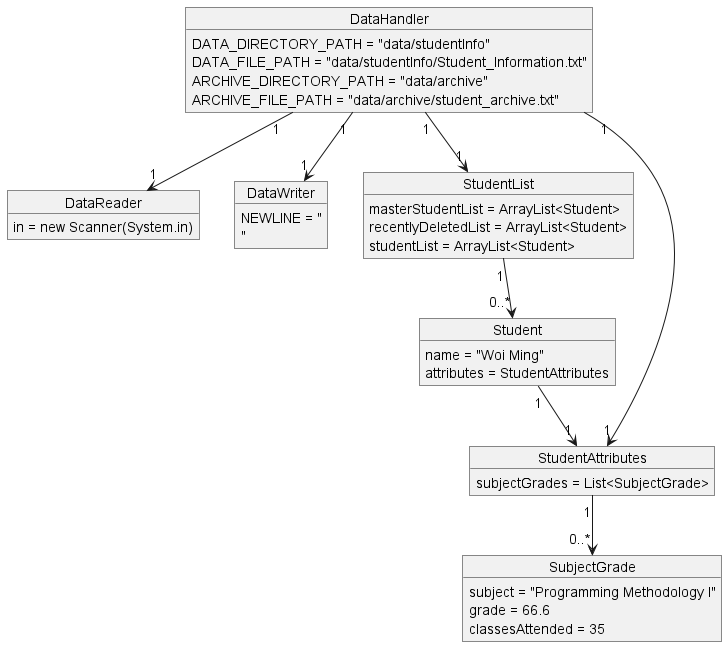 DataHandler
DATA_DIRECTORY_PATH = "data/studentInfo"
DATA_FILE_PATH = "data/studentInfo/Student_Information.txt"
ARCHIVE_DIRECTORY_PATH = "data/archive"
ARCHIVE_FILE_PATH = "data/archive/student_archive.txt"
1 1 1 1
1 1 1
DataReader
in = new Scanner(System.in)
DataWriter
NEWLINE = "
"
StudentList
masterStudentList = ArrayList<Student>
recentlyDeletedList = ArrayList<Student>
studentList = ArrayList<Student>
1
0..*
Student
name = "Woi Ming"
attributes = StudentAttributes
1
1 1
StudentAttributes
subjectGrades = List<SubjectGrade>
1
0..*
SubjectGrade
subject = "Programming Methodology I"
grade = 66.6
classesAttended = 35